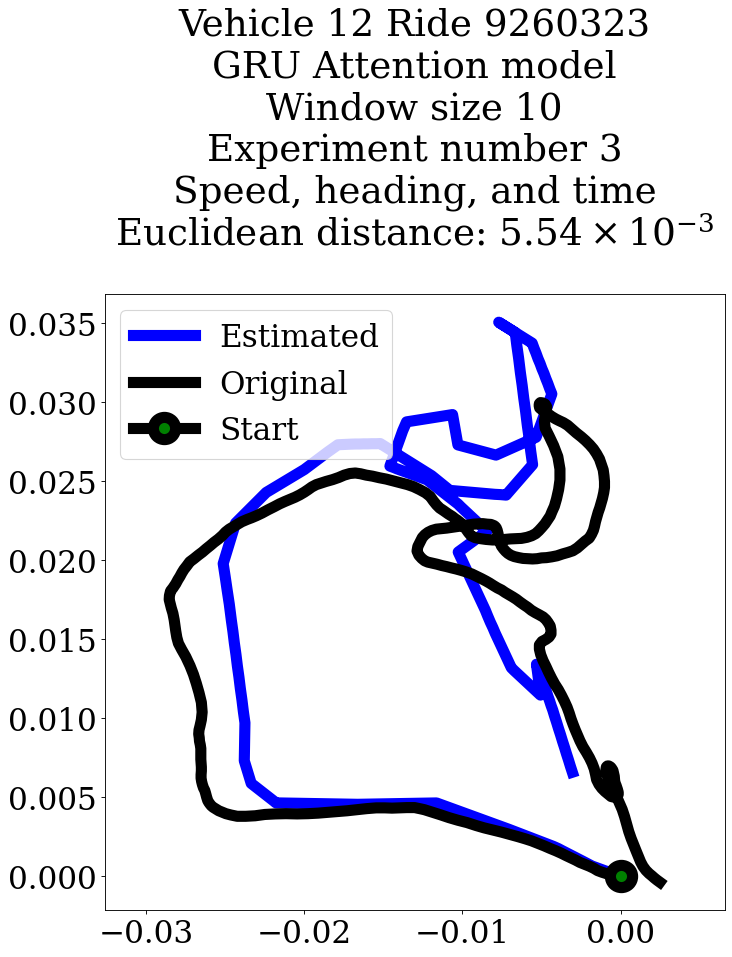 Vehicle 12 Ride 9260323
GRU Attention model
Window size 10
Experiment number 3
Speed, heading, and time
Euclidean distance: 5.54 × 10⁻³
Estimated
Original
Start
0.035
0.030
0.025
0.020
0.015
0.010
0.005
0.000
−0.03 −0.02 −0.01 0.00